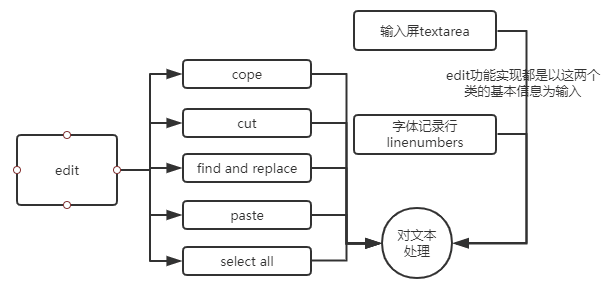 输入屏textarea
edit功能实现都是以这两个
类的基本信息为输入
cope
cut
字体记录行
linenumbers
edit
find and replace
paste
对文本
处理
select all